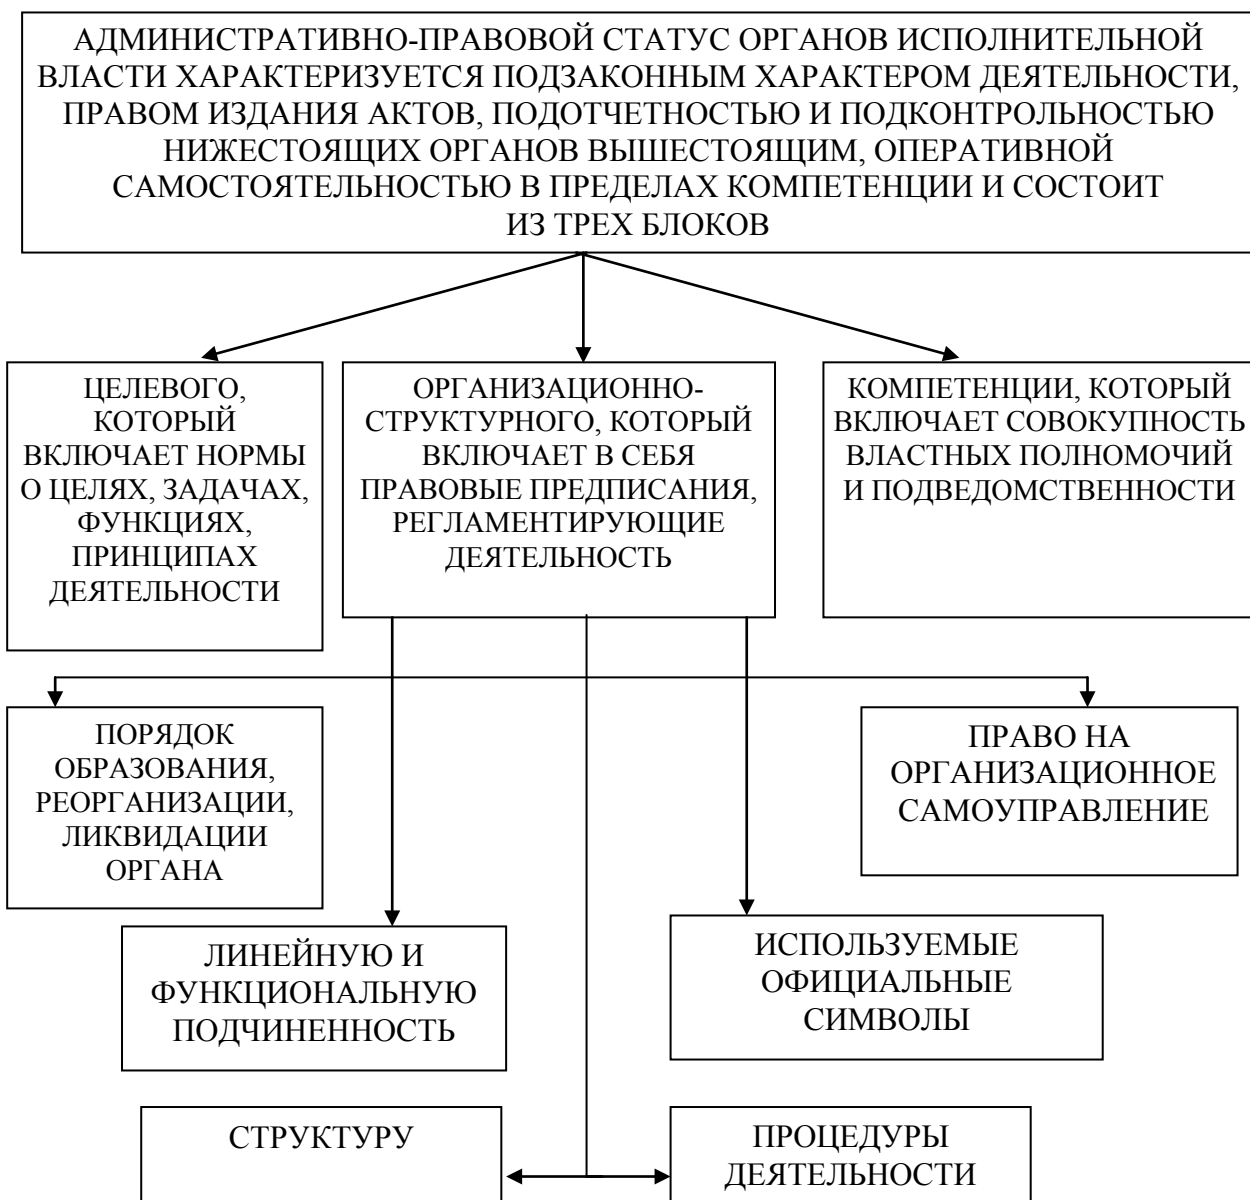 АДМИНИСТРАТИВНО-ПРАВОВОЙ СТАТУС ОРГАНОВ ИСПОЛНИТЕЛЬНОЙ
ВЛАСТИ ХАРАКТЕРИЗУЕТСЯ ПОДЗАКОННЫМ ХАРАКТЕРОМ ДЕЯТЕЛЬНОСТИ,
ПРАВОМ ИЗДАНИЯ АКТОВ, ПОДОТЧЕТНОСТЬЮ И ПОДКОНТРОЛЬНОСТЬЮ
НИЖЕСТОЯЩИХ ОРГАНОВ ВЫШЕСТОЯЩИМ, ОПЕРАТИВНОЙ
САМОСТОЯТЕЛЬНОСТЬЮ В ПРЕДЕЛАХ КОМПЕТЕНЦИИ И СОСТОИТ
ИЗ ТРЕХ БЛОКОВ
ЦЕЛЕВОГО,
КОТОРЫЙ
ВКЛЮЧАЕТ НОРМЫ
О ЦЕЛЯХ, ЗАДАЧАХ,
ФУНКЦИЯХ,
ПРИНЦИПАХ
ДЕЯТЕЛЬНОСТИ
ОРГАНИЗАЦИОННО-
СТРУКТУРНОГО, КОТОРЫЙ
ВКЛЮЧАЕТ В СЕБЯ
ПРАВОВЫЕ ПРЕДПИСАНИЯ,
РЕГЛАМЕНТИРУЮЩИЕ
ДЕЯТЕЛЬНОСТЬ
КОМПЕТЕНЦИИ, КОТОРЫЙ
ВКЛЮЧАЕТ СОВОКУПНОСТЬ
ВЛАСТНЫХ ПОЛНОМОЧИЙ
И ПОДВЕДОМСТВЕННОСТИ
ПОРЯДОК
ОБРАЗОВАНИЯ,
РЕОРГАНИЗАЦИИ,
ЛИКВИДАЦИИ
ОРГАНА
ПРАВО НА
ОРГАНИЗАЦИОННОЕ
САМОУПРАВЛЕНИЕ
ЛИНЕЙНУЮ И
ФУНКЦИОНАЛЬНУЮ
ПОДЧИНЕННОСТЬ
ИСПОЛЬЗУЕМЫЕ
ОФИЦИАЛЬНЫЕ
СИМВОЛЫ
СТРУКТУРУ
ПРОЦЕДУРЫ
ДЕЯТЕЛЬНОСТИ